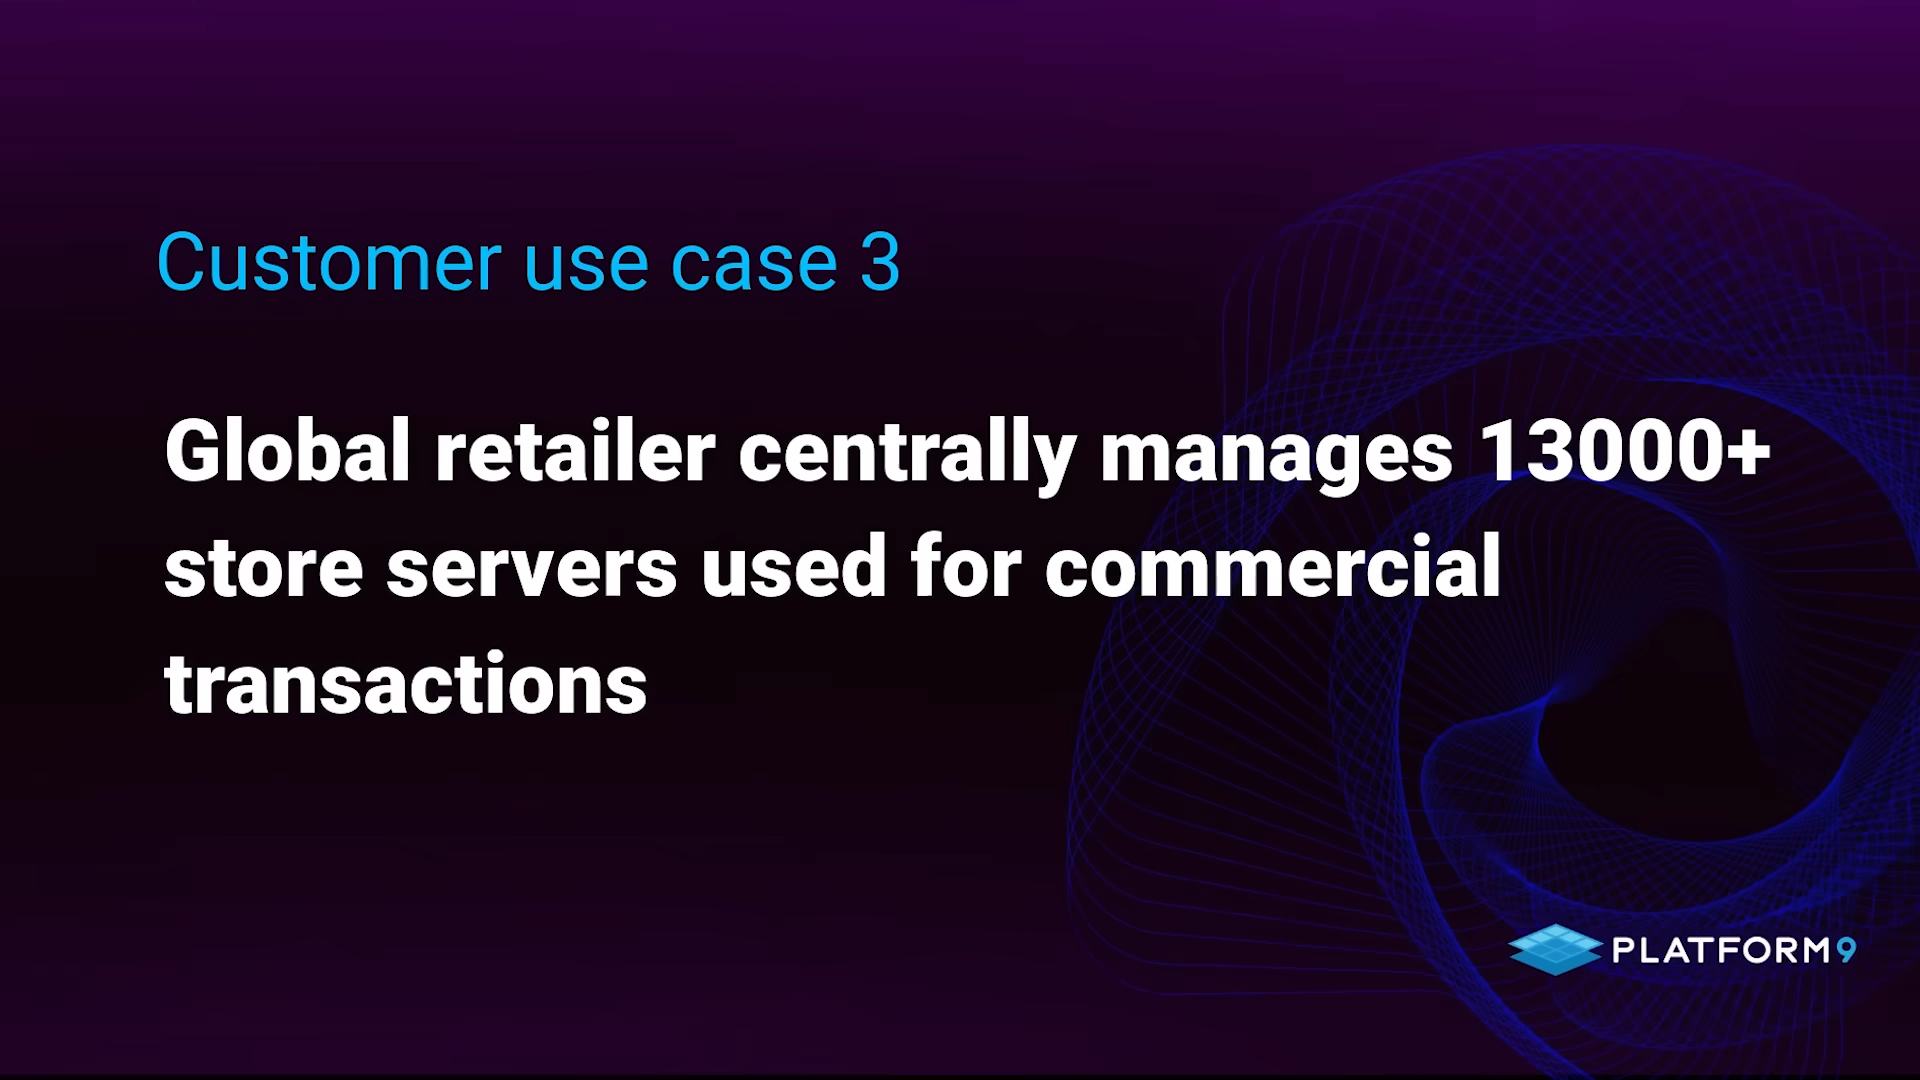 Customer use case 3
Global retailer centrally manages 13000+
store servers used for commercial
transactions
PLATFORM9